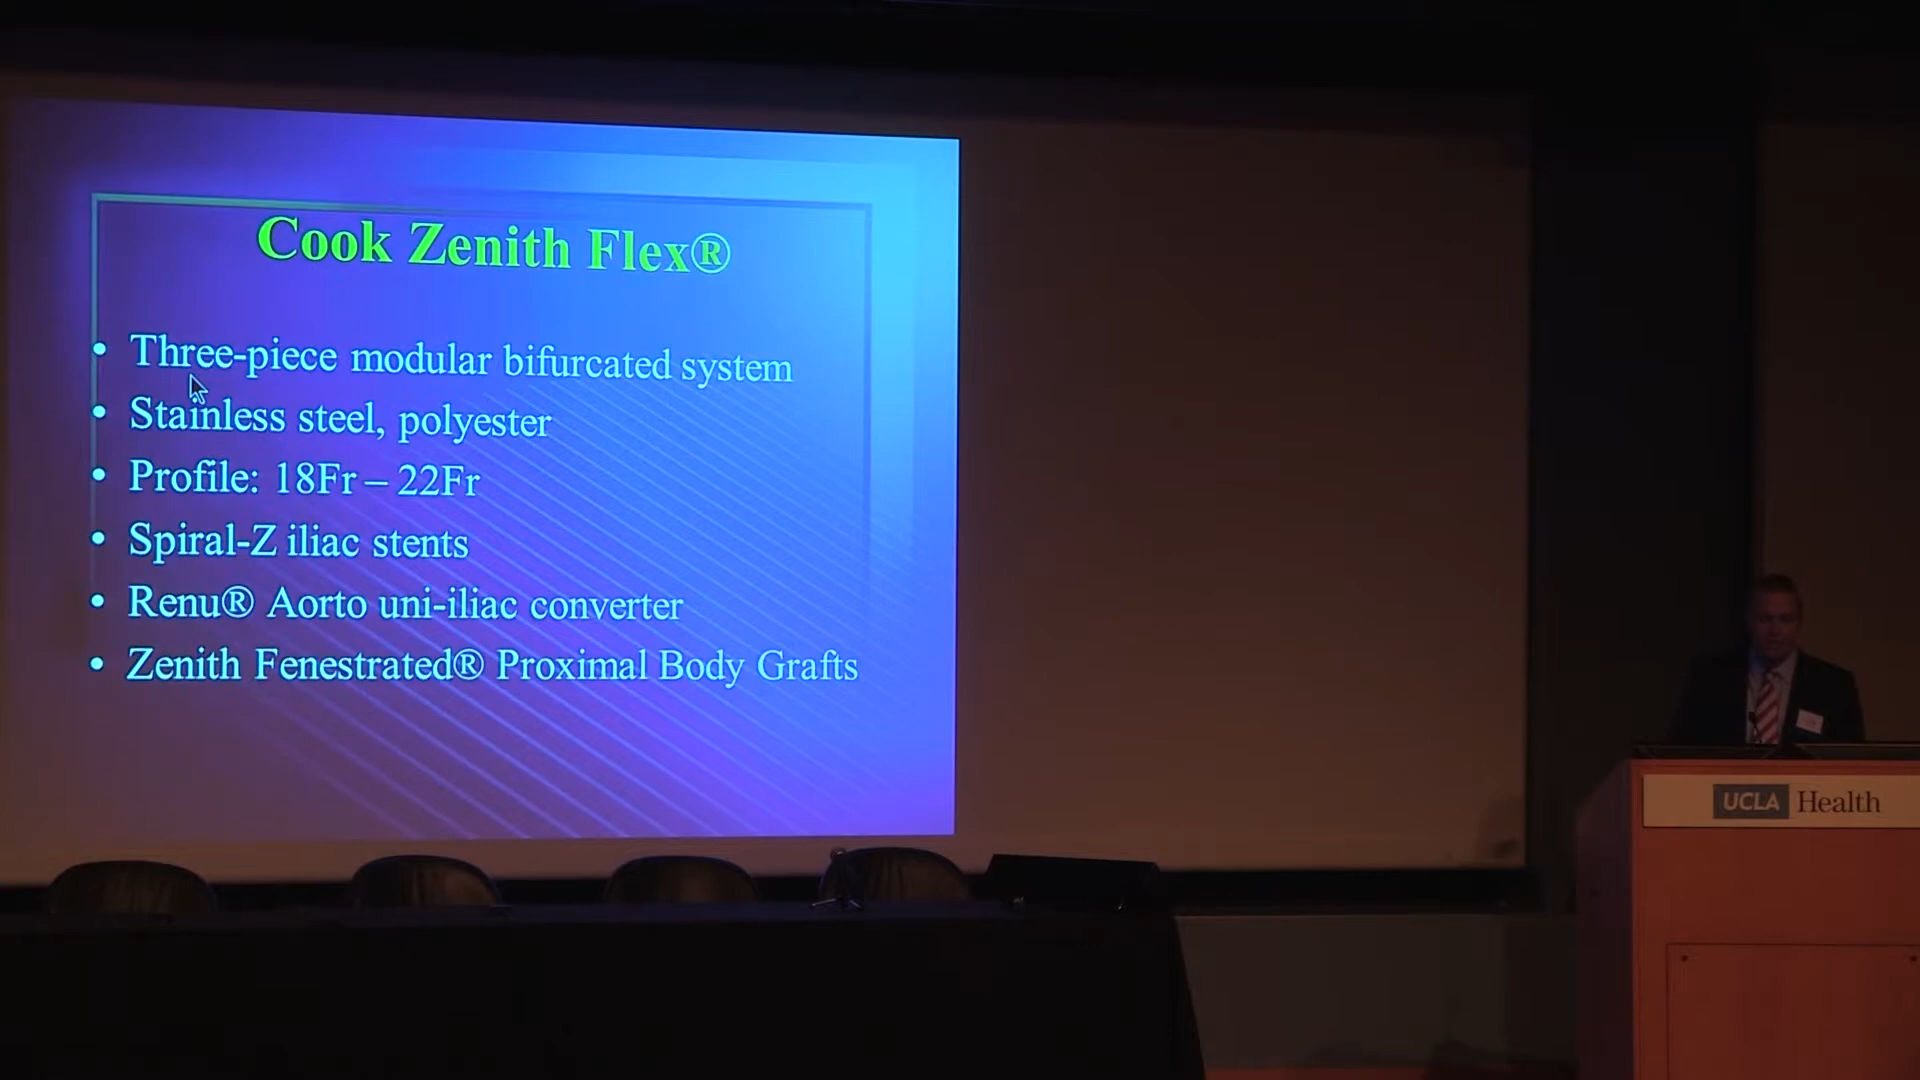 Cook Zenith Flex®
• Three-piece modular bifurcated system
• Stainless steel, polyester
• Profile: 18Fr – 22Fr
• Spiral-Z iliac stents
• Renu® Aorto uni-iliac converter
• Zenith Fenestrated® Proximal Body Grafts
UCLA Health